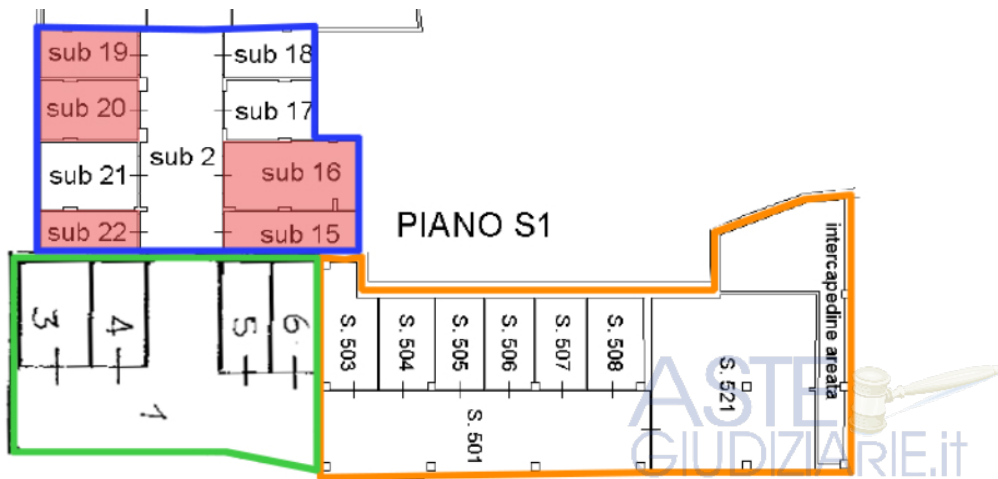 sub 19
sub 18
sub 20
sub 17
sub 2
sub 21
sub 16
sub 22
sub 15
PIANO S1
intercapedine areata
3
4
5
6
1
S. 503
S. 504
S. 505
S. 506
S. 507
S. 508
S. 521
S. 501
ASTE
GIUDIZIARIE.it